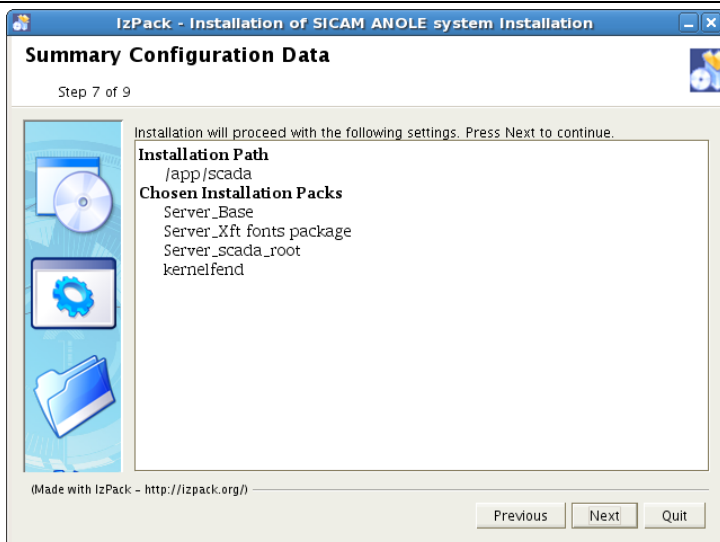 IzPack - Installation of SICAM ANOLE system Installation
Summary Configuration Data
Step 7 of 9
Installation will proceed with the following settings. Press Next to continue.
Installation Path
/app/scada
Chosen Installation Packs
Server_Base
Server_Xft fonts package
Server_scada_root
kernelfend
(Made with IzPack - http://izpack.org/)
Previous Next Quit